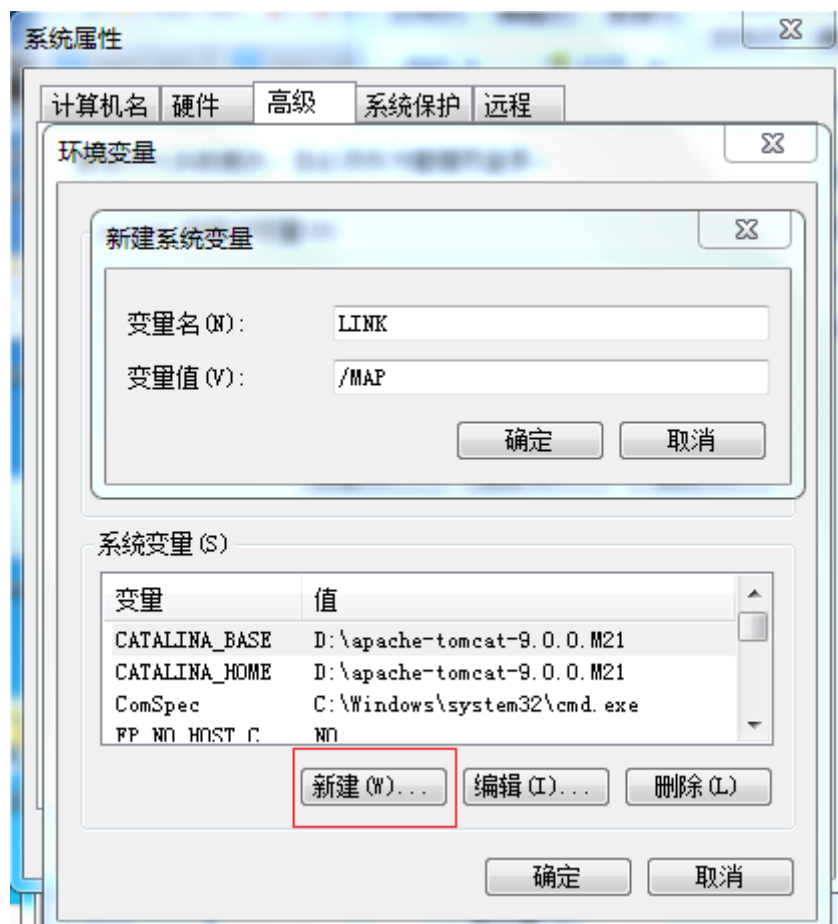 系统属性
计算机名 硬件 高级 系统保护 远程
环境变量
新建系统变量
变量名(N): LINK
变量值(V): /MAP
确定 取消
系统变量(S)
变量 值
CATALINA_BASE D:\apache-tomcat-9.0.0.M21
CATALINA_HOME D:\apache-tomcat-9.0.0.M21
ComSpec C:\Windows\system32\cmd.exe
FP_NO_HOST_C... NO
新建(W)... 编辑(I)... 删除(L)
确定 取消